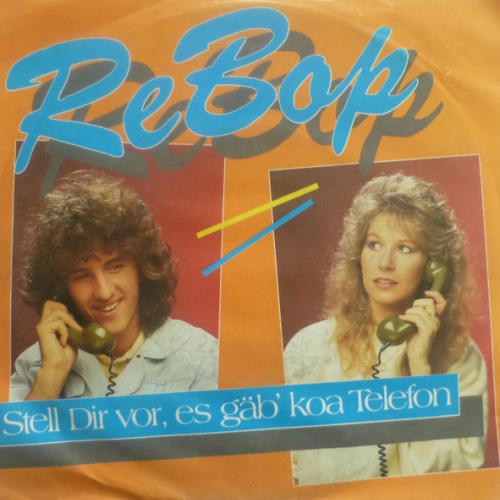 ReBop
Stell Dir vor, es gäb' koa Telefon